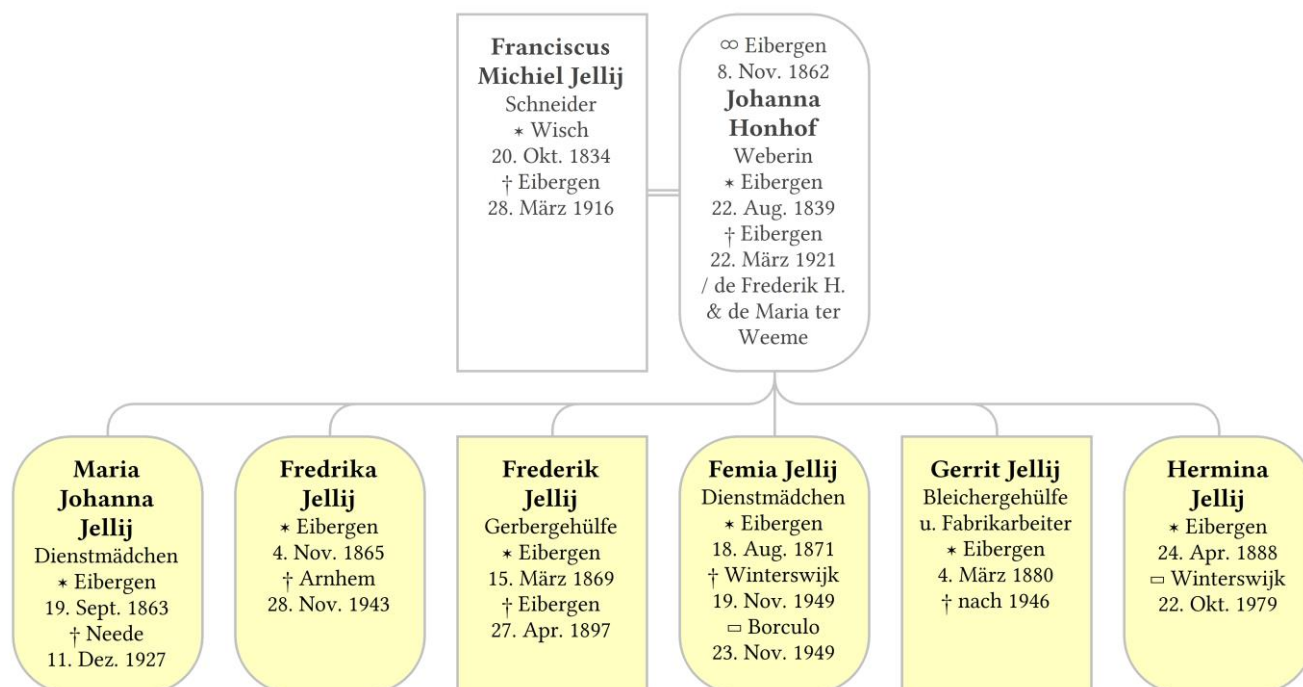 Franciscus
Michiel Jellij
Schneider
* Wisch
20. Okt. 1834
† Eibergen
28. März 1916
⚭ Eibergen
8. Nov. 1862
Johanna
Honhof
Weberin
* Eibergen
22. Aug. 1839
† Eibergen
22. März 1921
/ de Frederik H.
& de Maria ter
Weeme
Maria
Johanna
Jellij
Dienstmädchen
* Eibergen
19. Sept. 1863
† Neede
11. Dez. 1927
Fredrika
Jellij
* Eibergen
4. Nov. 1865
† Arnhem
28. Nov. 1943
Frederik
Jellij
Gerbergehülfe
* Eibergen
15. März 1869
† Eibergen
27. Apr. 1897
Femia Jellij
Dienstmädchen
* Eibergen
18. Aug. 1871
† Winterswijk
19. Nov. 1949
▭ Borculo
23. Nov. 1949
Gerrit Jellij
Bleichergehülfe
u. Fabrikarbeiter
* Eibergen
4. März 1880
† nach 1946
Hermina
Jellij
* Eibergen
24. Apr. 1888
▭ Winterswijk
22. Okt. 1979